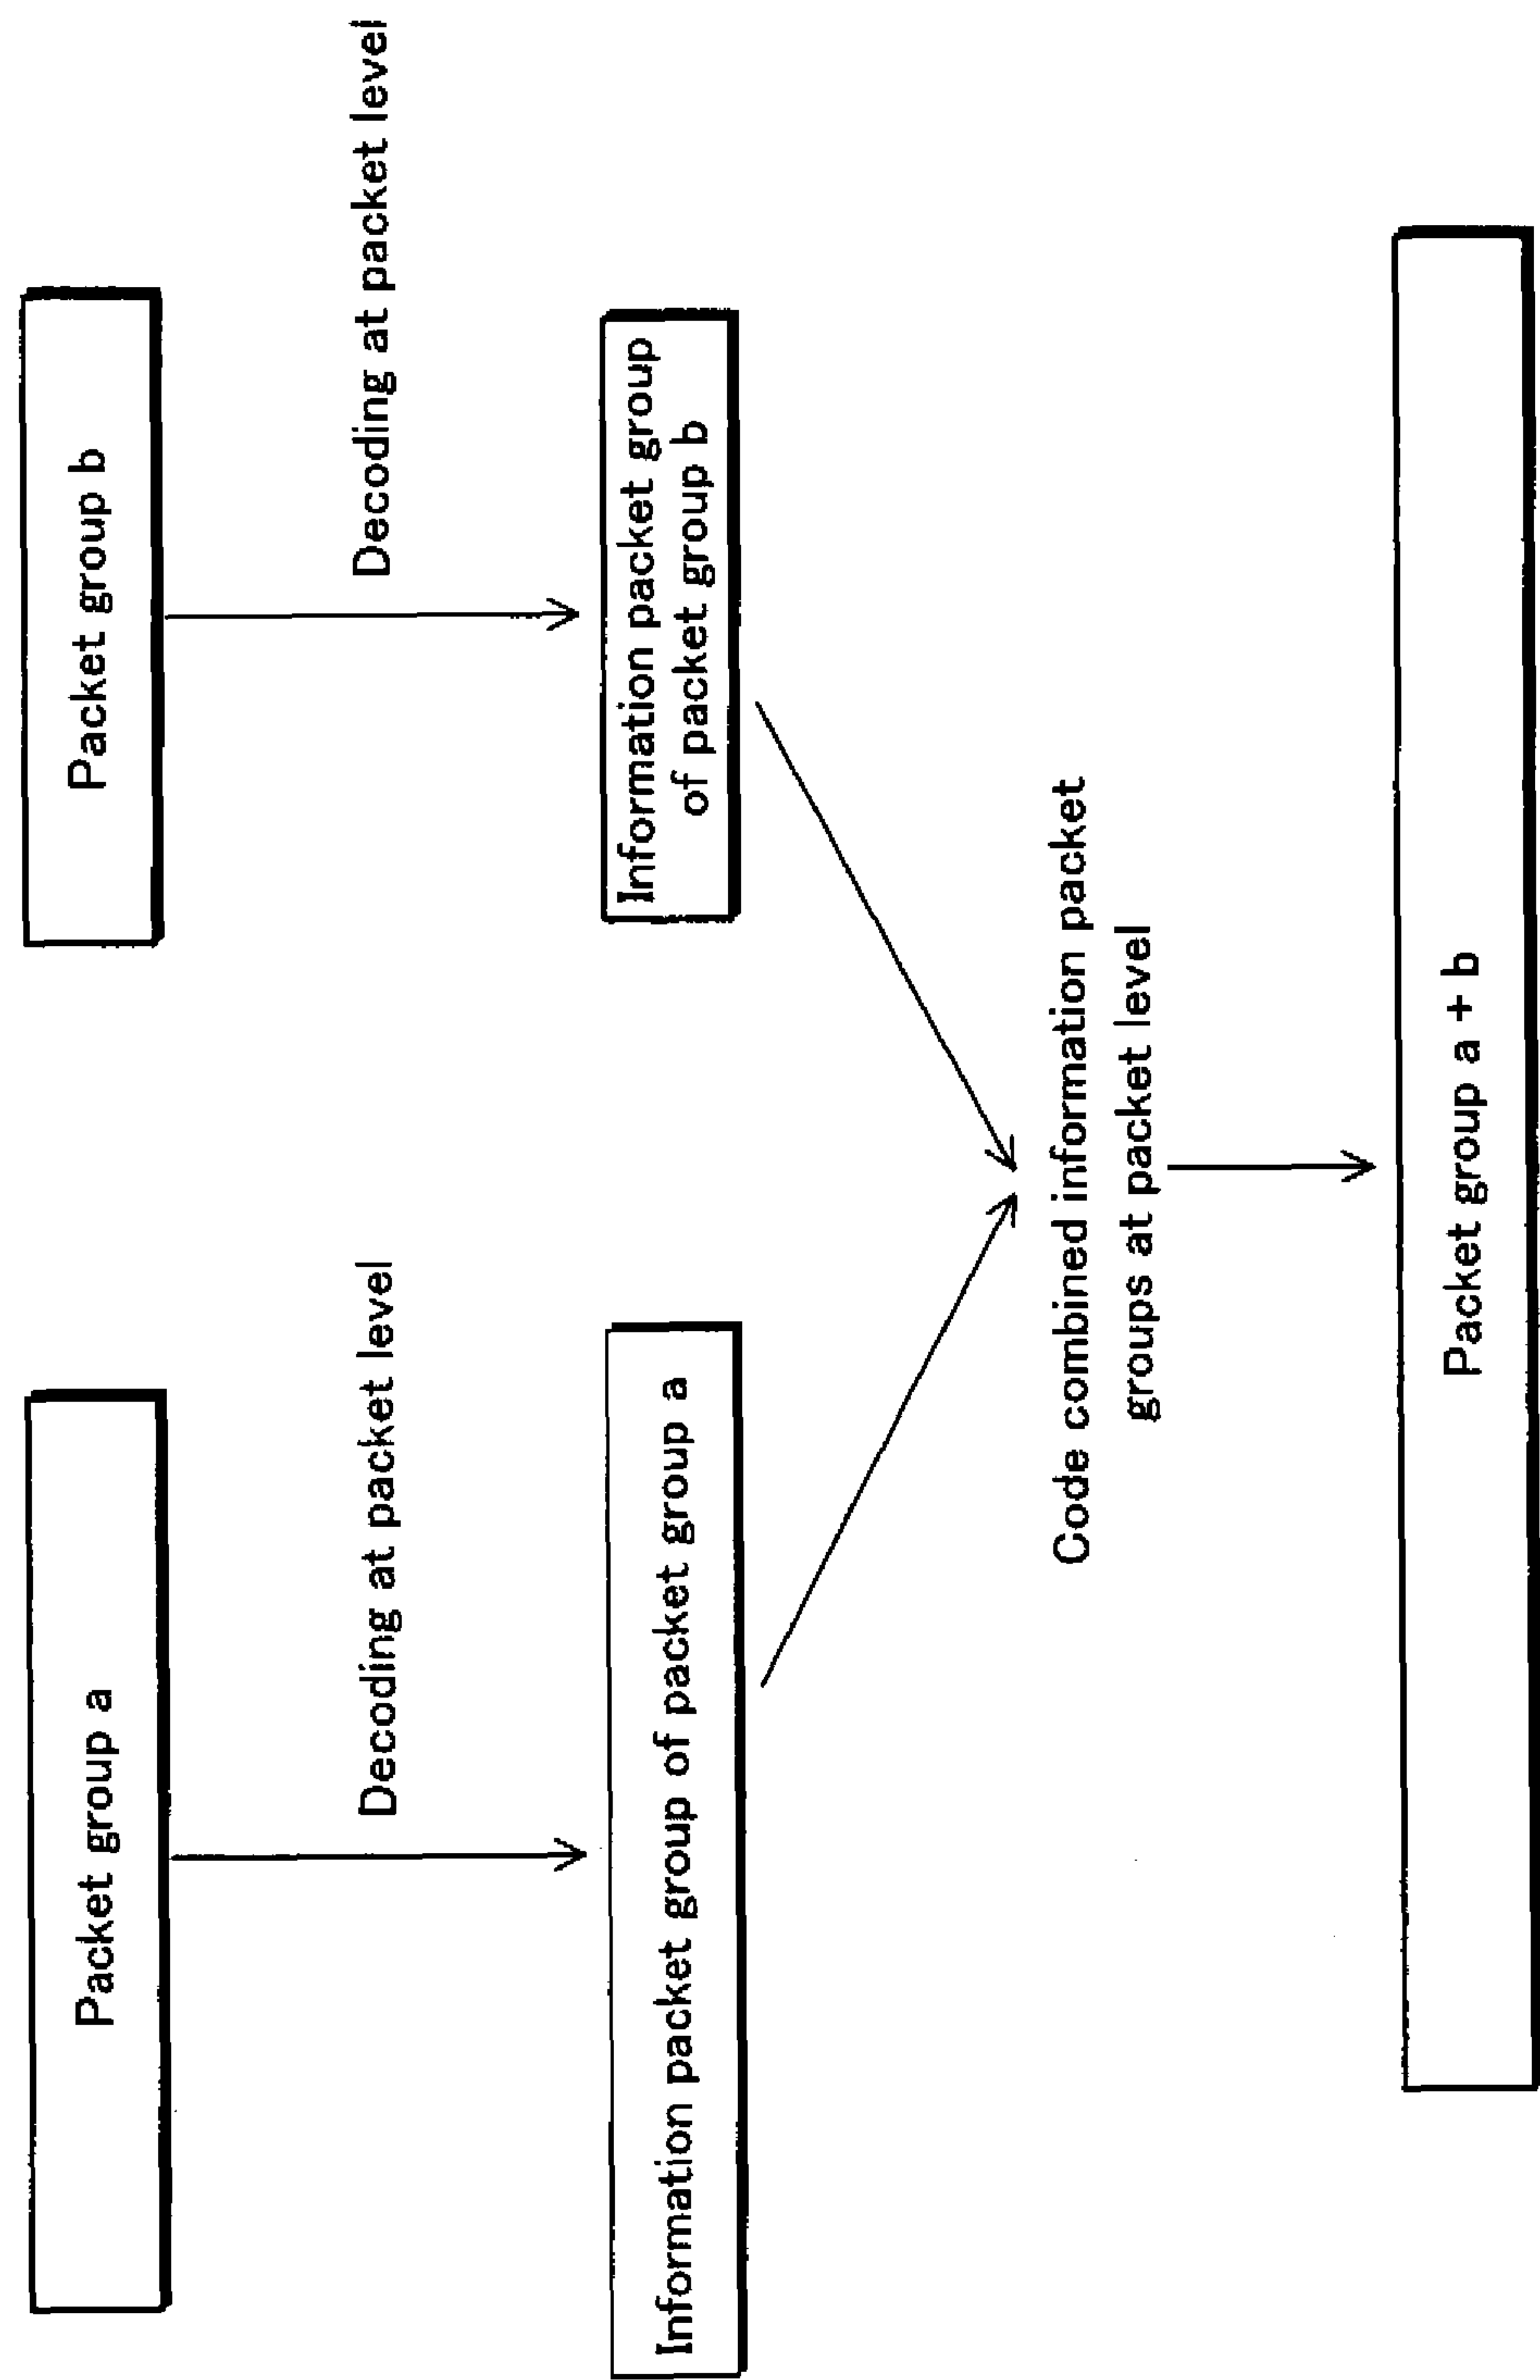 Packet group a
Packet group b
Decoding at packet level
Decoding at packet level
Information packet group of packet group a
Information packet group
of packet group b
Code combined information packet
groups at packet level
Packet group a + b